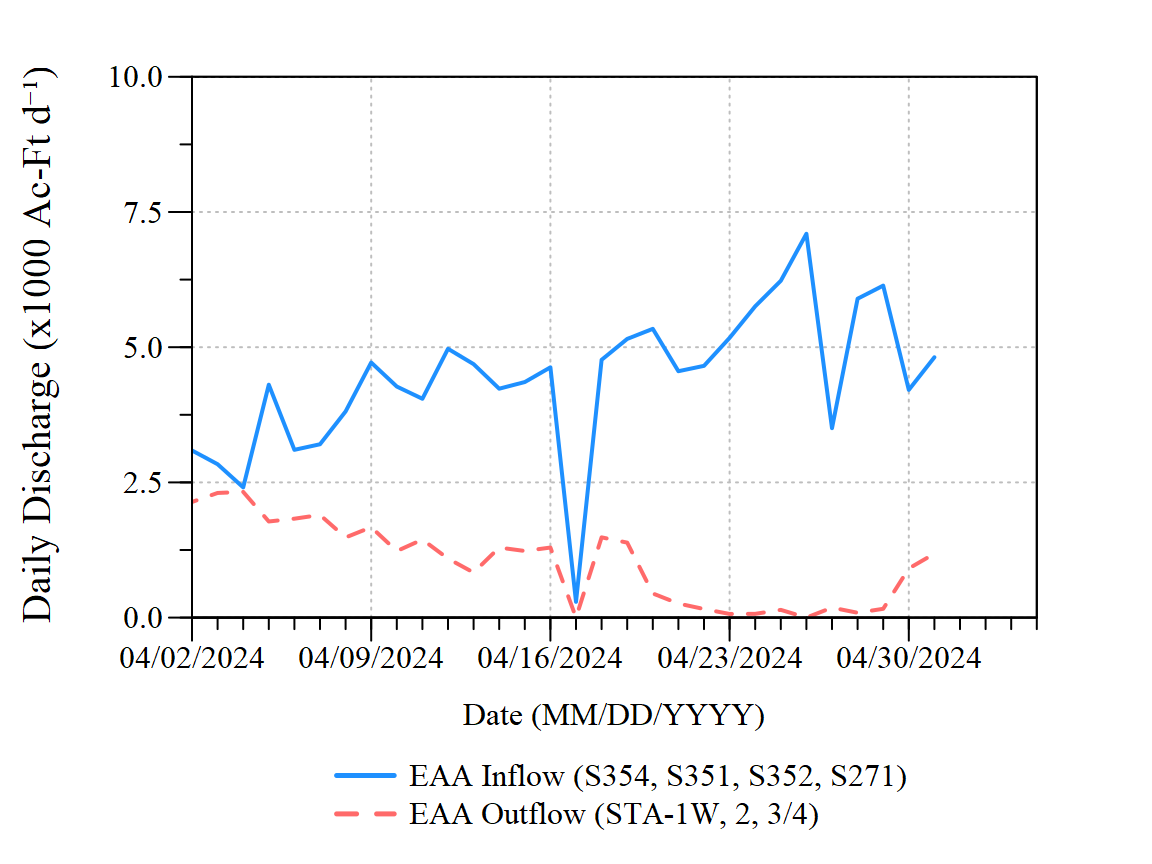 Daily Discharge (x1000 Ac-Ft d⁻¹)
10.0
7.5
5.0
2.5
0.0
04/02/2024 04/09/2024 04/16/2024 04/23/2024 04/30/2024
Date (MM/DD/YYYY)
EAA Inflow (S354, S351, S352, S271)
EAA Outflow (STA-1W, 2, 3/4)